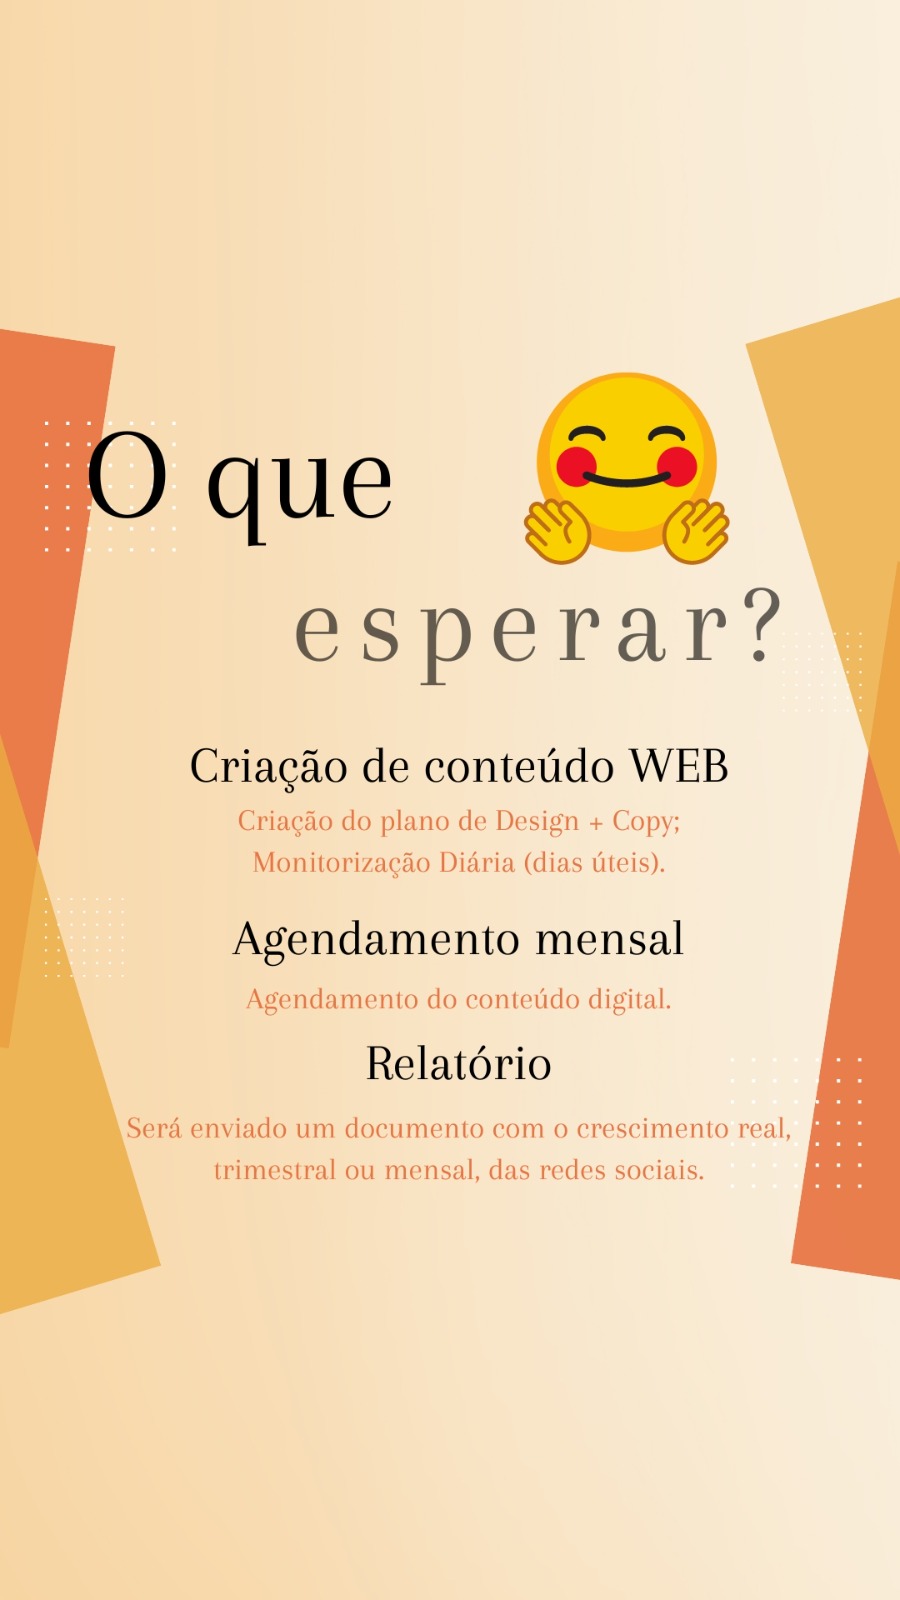 O que
esperar?
Criação de conteúdo WEB
Criação do plano de Design + Copy;
Monitorização Diária (dias úteis).
Agendamento mensal
Agendamento do conteúdo digital.
Relatório
Será enviado um documento com o crescimento real,
trimestral ou mensal, das redes sociais.